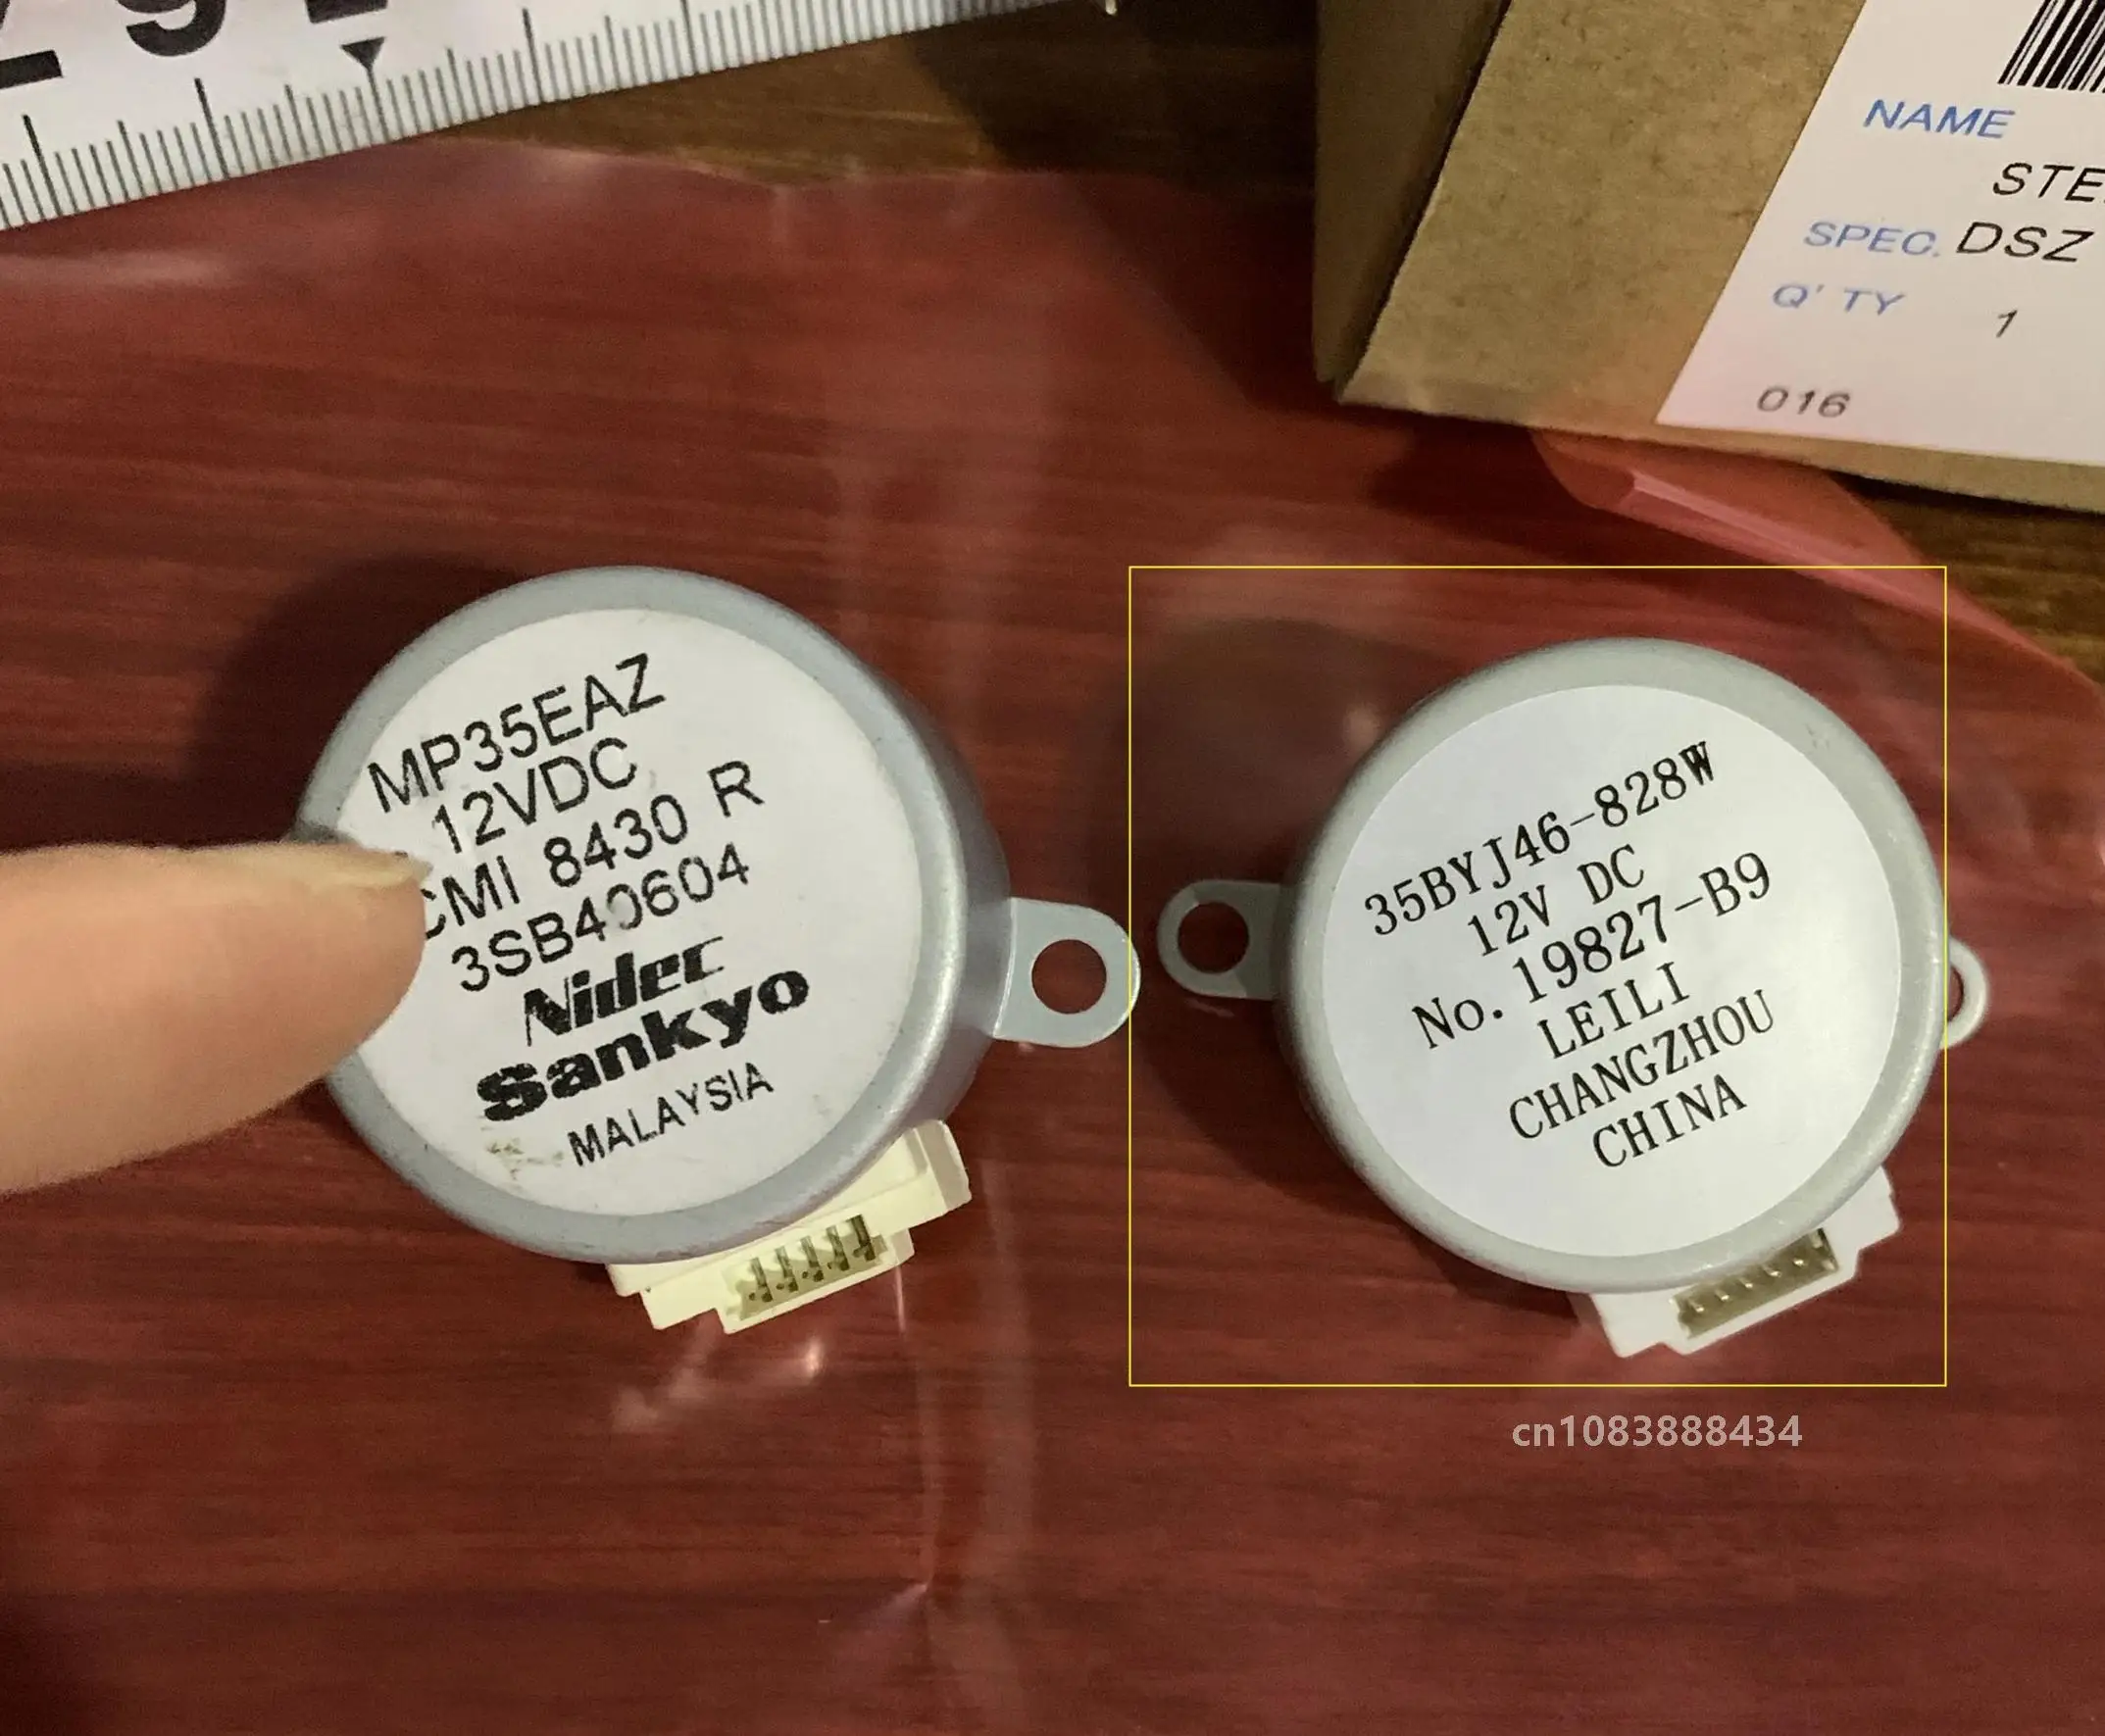 29
NAME
STE
SPEC. DSZ
Q'TY 1
016
MP35EAZ
12VDC
CMI 8430 R
3SB40604
Nidec
Sankyo
MALAYSIA
35BYJ46-828W
12V DC
No. 19827-B9
LEILI
CHANGZHOU
CHINA
cn1083888434